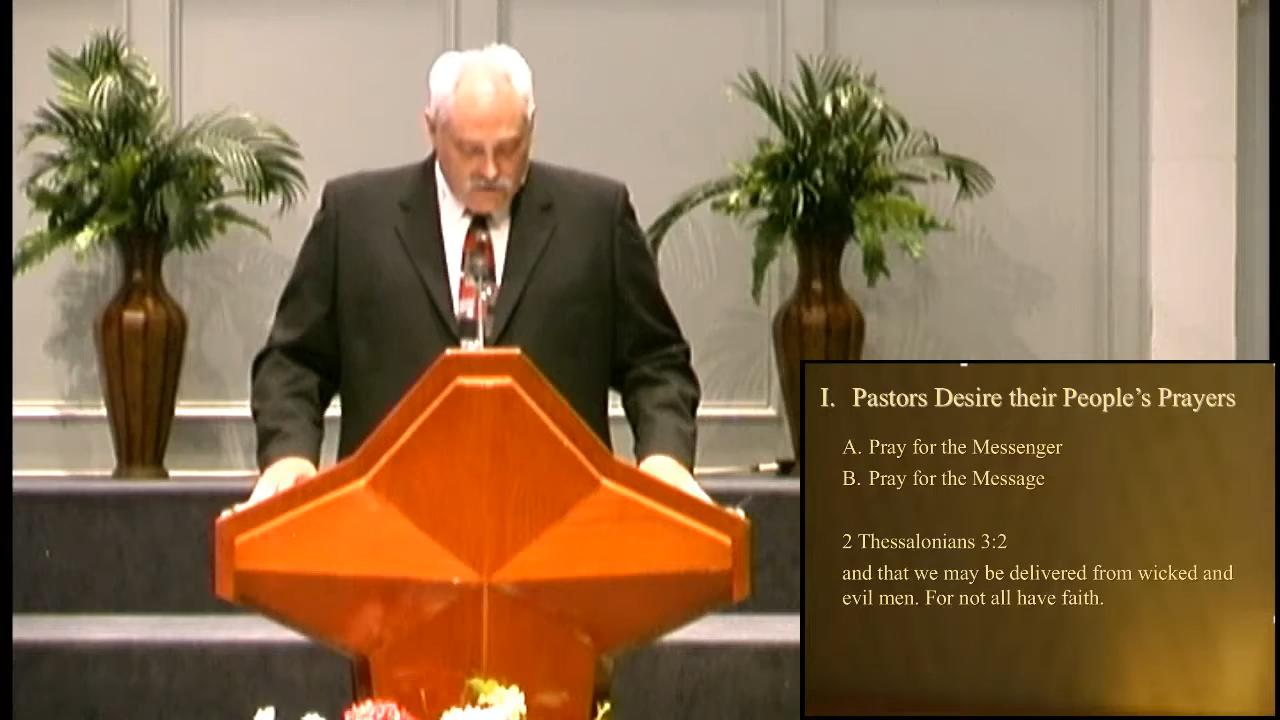 I. Pastors Desire their People's Prayers
A. Pray for the Messenger
B. Pray for the Message
2 Thessalonians 3:2
and that we may be delivered from wicked and
evil men. For not all have faith.